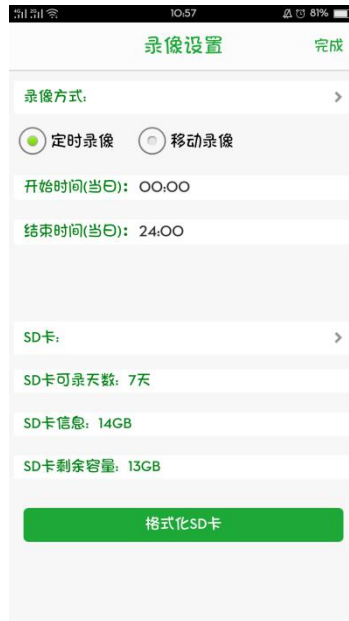 10:57
81%
录像设置
完成
录像方式:
定时录像 移动录像
开始时间(当日): 00:00
结束时间(当日): 24:00
SD卡:
SD卡可录天数: 7天
SD卡信息: 14GB
SD卡剩余容量: 13GB
格式化SD卡